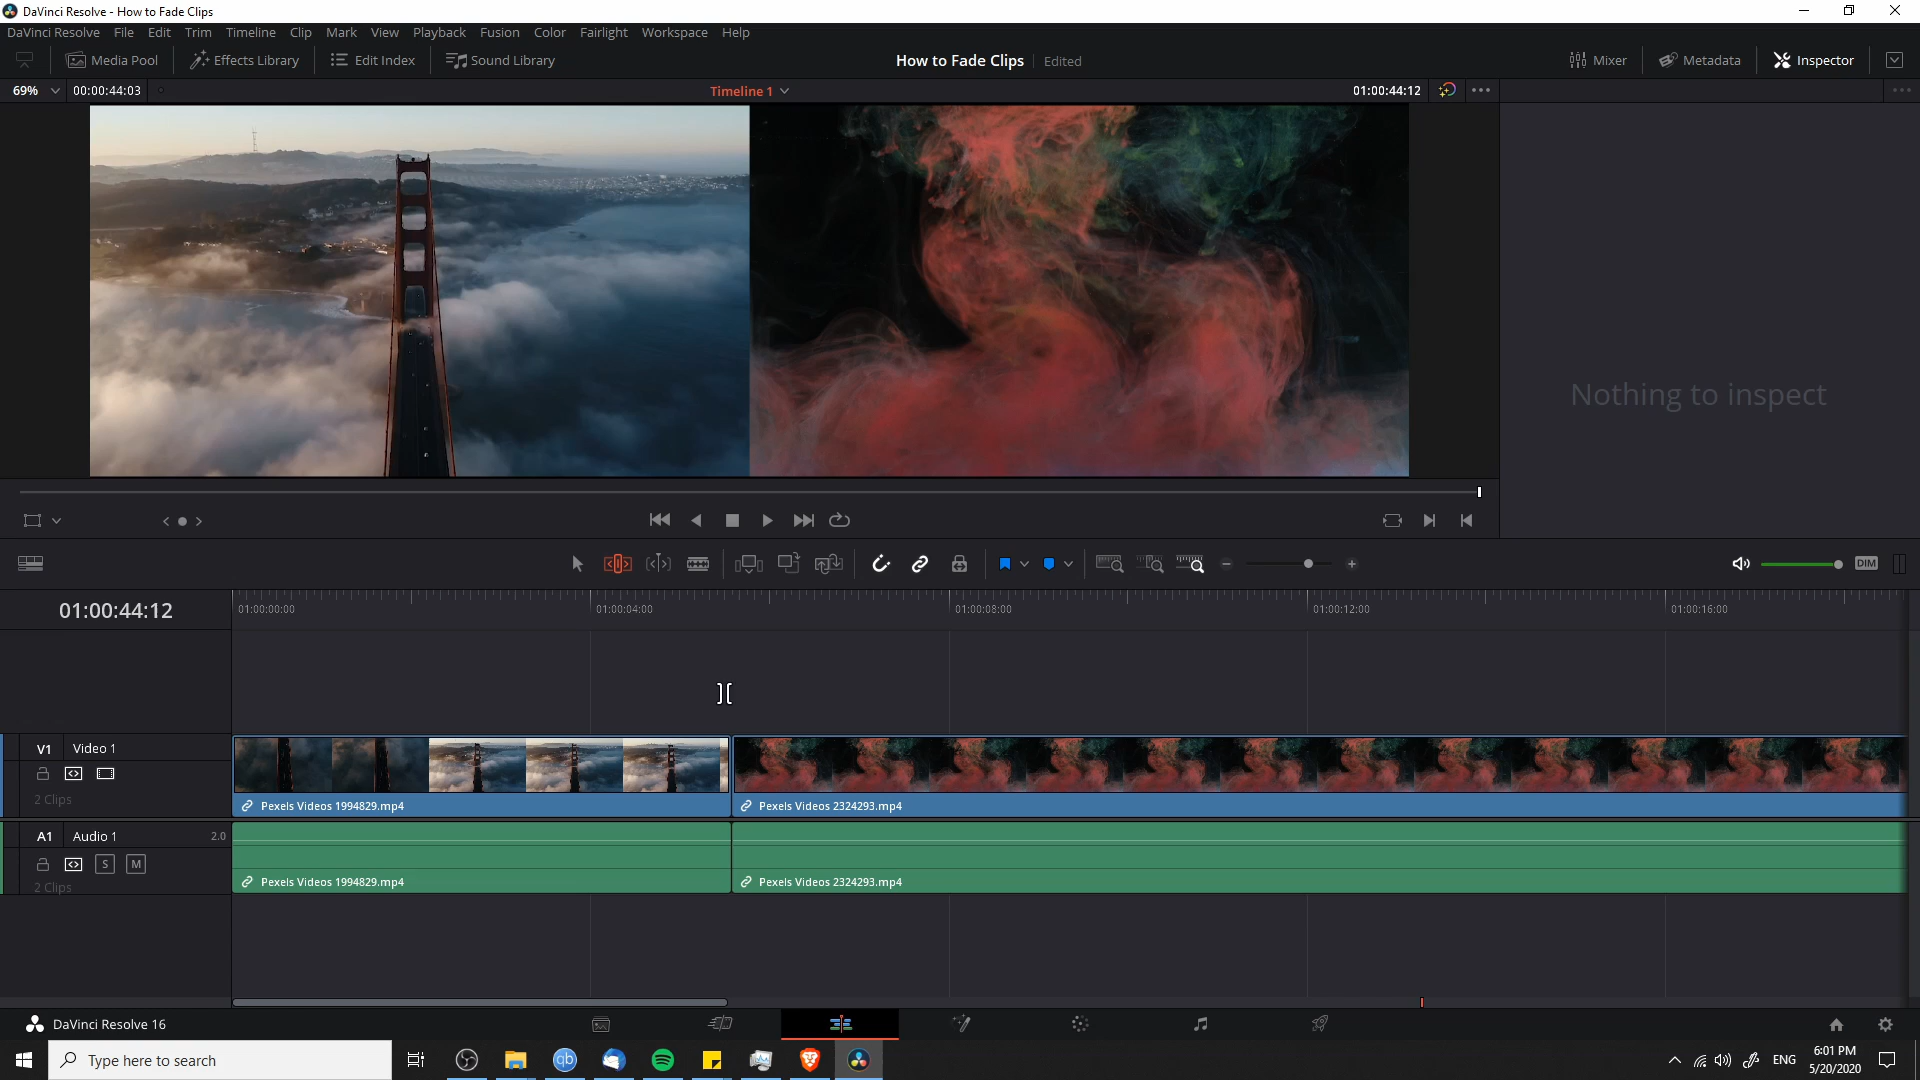 DaVinci Resolve - How to Fade Clips
DaVinci Resolve File Edit Trim Timeline Clip Mark View Playback Fusion Color Fairlight Workspace Help
Media Pool Effects Library Edit Index Sound Library How to Fade Clips Edited Mixer Metadata Inspector
69% 00:00:44:03 Timeline 1 01:00:44:12
Nothing to inspect
DIM
01:00:44:12 01:00:00:00 01:00:04:00 01:00:08:00 01:00:12:00 01:00:16:00
V1 Video 1
2 Clips
Pexels Videos 1994829.mp4 Pexels Videos 2324293.mp4
A1 Audio 1 2.0
S M
2 Clips
Pexels Videos 1994829.mp4 Pexels Videos 2324293.mp4
DaVinci Resolve 16
Type here to search qb ENG 6:01 PM
5/20/2020